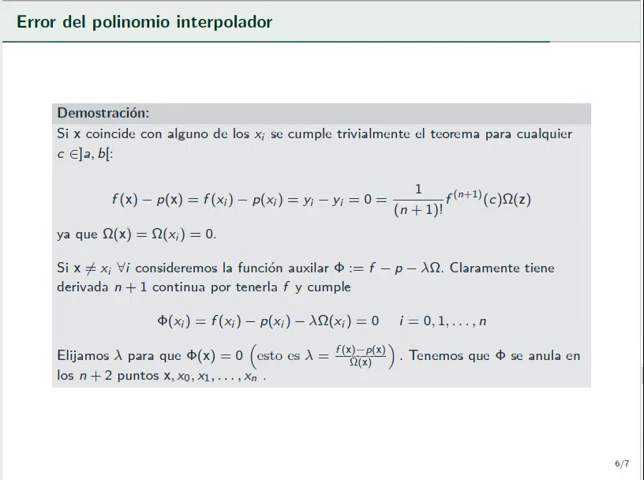 Error del polinomio interpolador
Demostración:
Si x coincide con alguno de los xᵢ se cumple trivialmente el teorema para cualquier
c ∈]a, b[:
f(x) − p(x) = f(xᵢ) − p(xᵢ) = yᵢ − yᵢ = 0 = 1/(n + 1)! f⁽ⁿ⁺¹⁾(c)Ω(z)
ya que Ω(x) = Ω(xᵢ) = 0.
Si x ≠ xᵢ ∀i consideremos la función auxilar Φ := f − p − λΩ. Claramente tiene
derivada n + 1 continua por tenerla f y cumple
Φ(xᵢ) = f(xᵢ) − p(xᵢ) − λΩ(xᵢ) = 0 i = 0, 1, . . . , n
Elijamos λ para que Φ(x) = 0 (esto es λ = (f(x)−p(x))/Ω(x)). Tenemos que Φ se anula en
los n + 2 puntos x, x₀, x₁, . . . , xₙ .
6/7